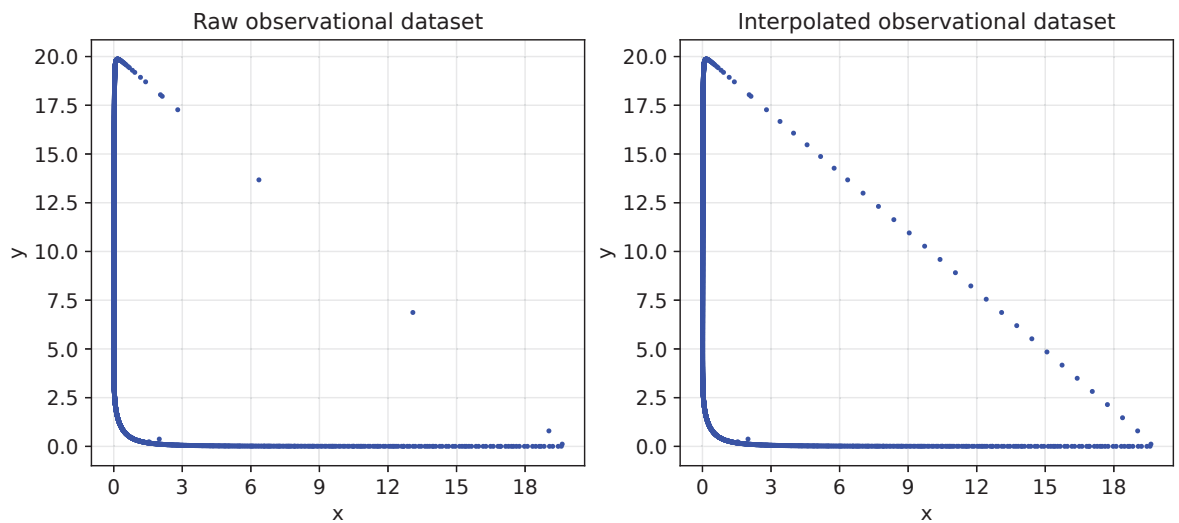 Raw observational dataset
20.0
17.5
15.0
12.5
10.0
7.5
5.0
2.5
0.0
y
0 3 6 9 12 15 18
x
Interpolated observational dataset
20.0
17.5
15.0
12.5
10.0
7.5
5.0
2.5
0.0
y
0 3 6 9 12 15 18
x